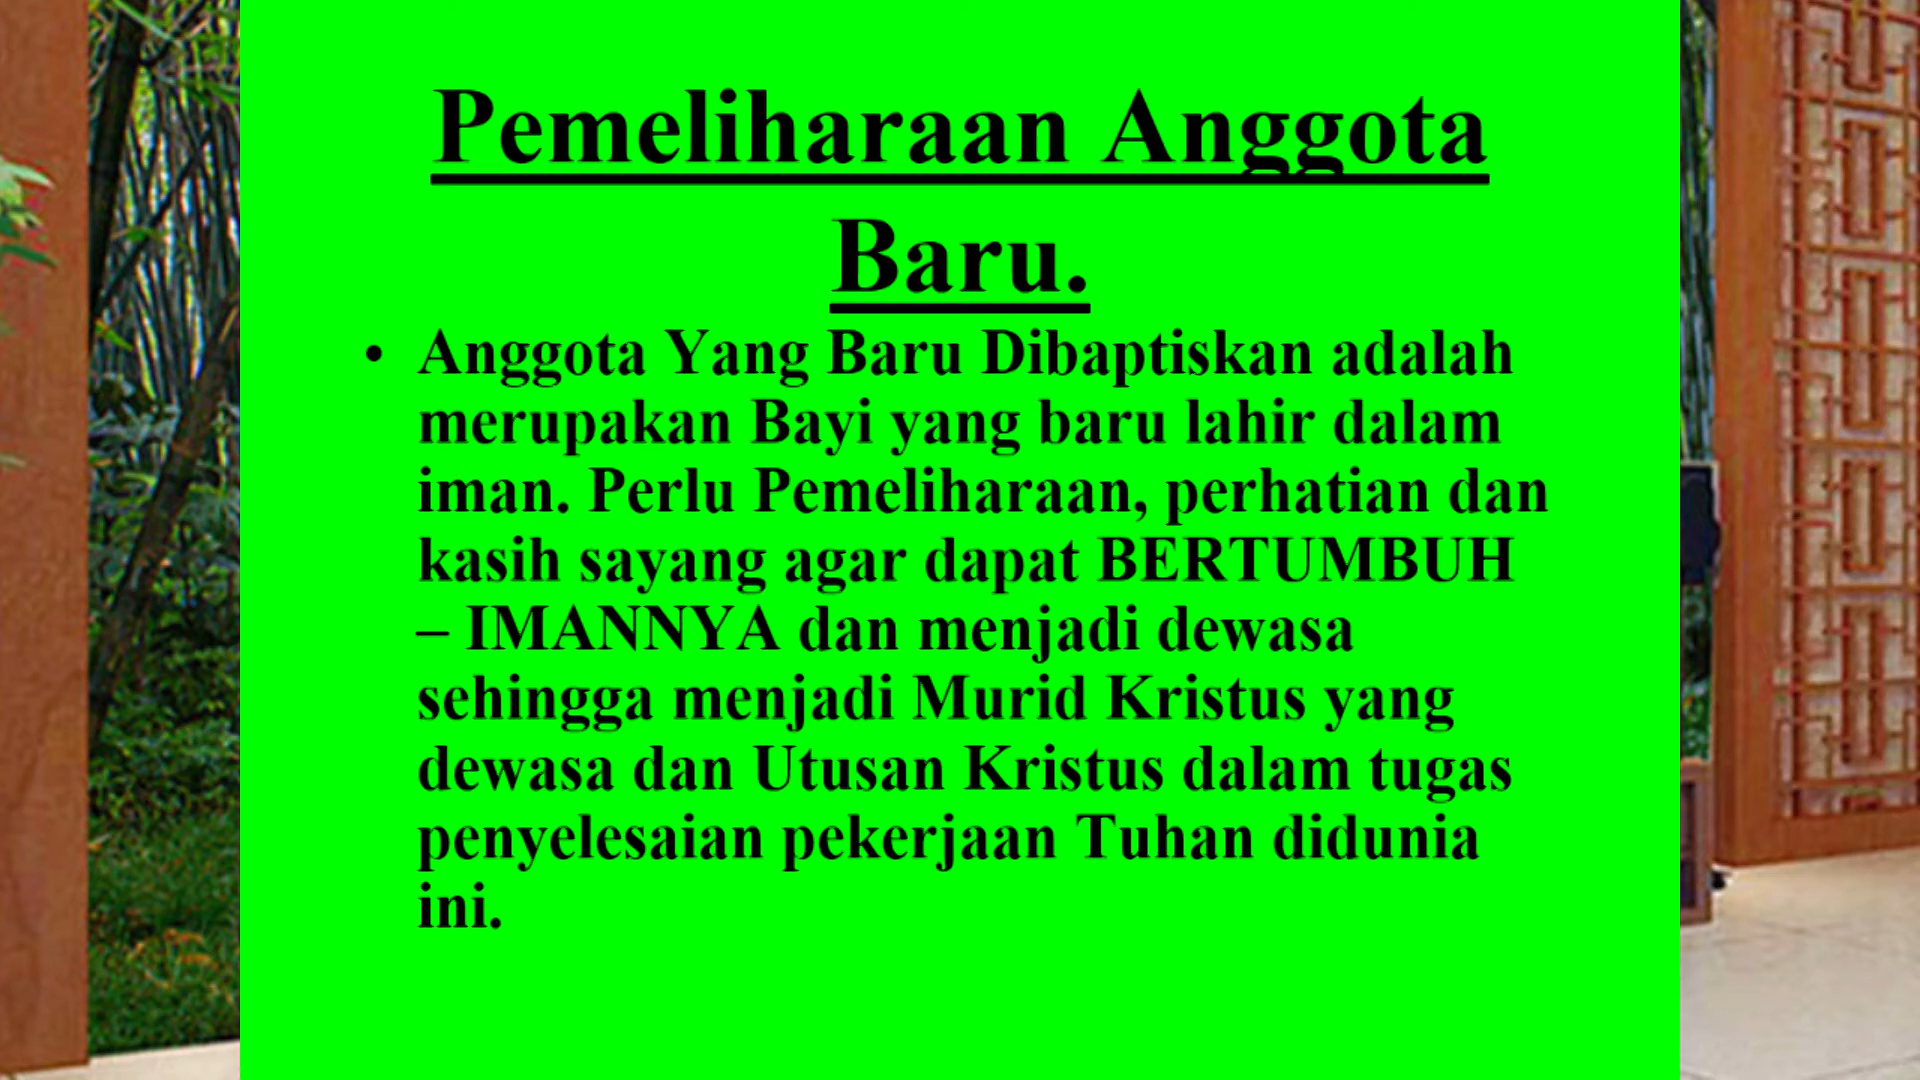 Pemeliharaan Anggota
Baru.
• Anggota Yang Baru Dibaptiskan adalah
merupakan Bayi yang baru lahir dalam
iman. Perlu Pemeliharaan, perhatian dan
kasih sayang agar dapat BERTUMBUH
– IMANNYA dan menjadi dewasa
sehingga menjadi Murid Kristus yang
dewasa dan Utusan Kristus dalam tugas
penyelesaian pekerjaan Tuhan didunia
ini.